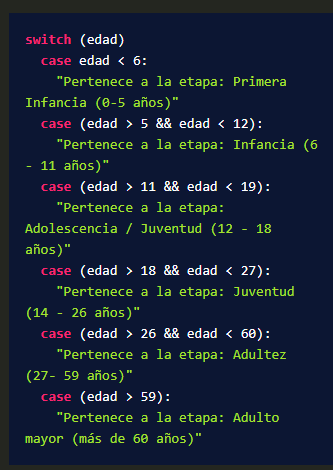 switch (edad)
case edad < 6:
"Pertenece a la etapa: Primera
Infancia (0-5 años)"
case (edad > 5 && edad < 12):
"Pertenece a la etapa: Infancia (6
- 11 años)"
case (edad > 11 && edad < 19):
"Pertenece a la etapa:
Adolescencia / Juventud (12 - 18
años)"
case (edad > 18 && edad < 27):
"Pertenece a la etapa: Juventud
(14 - 26 años)"
case (edad > 26 && edad < 60):
"Pertenece a la etapa: Adultez
(27- 59 años)"
case (edad > 59):
"Pertenece a la etapa: Adulto
mayor (más de 60 años)"